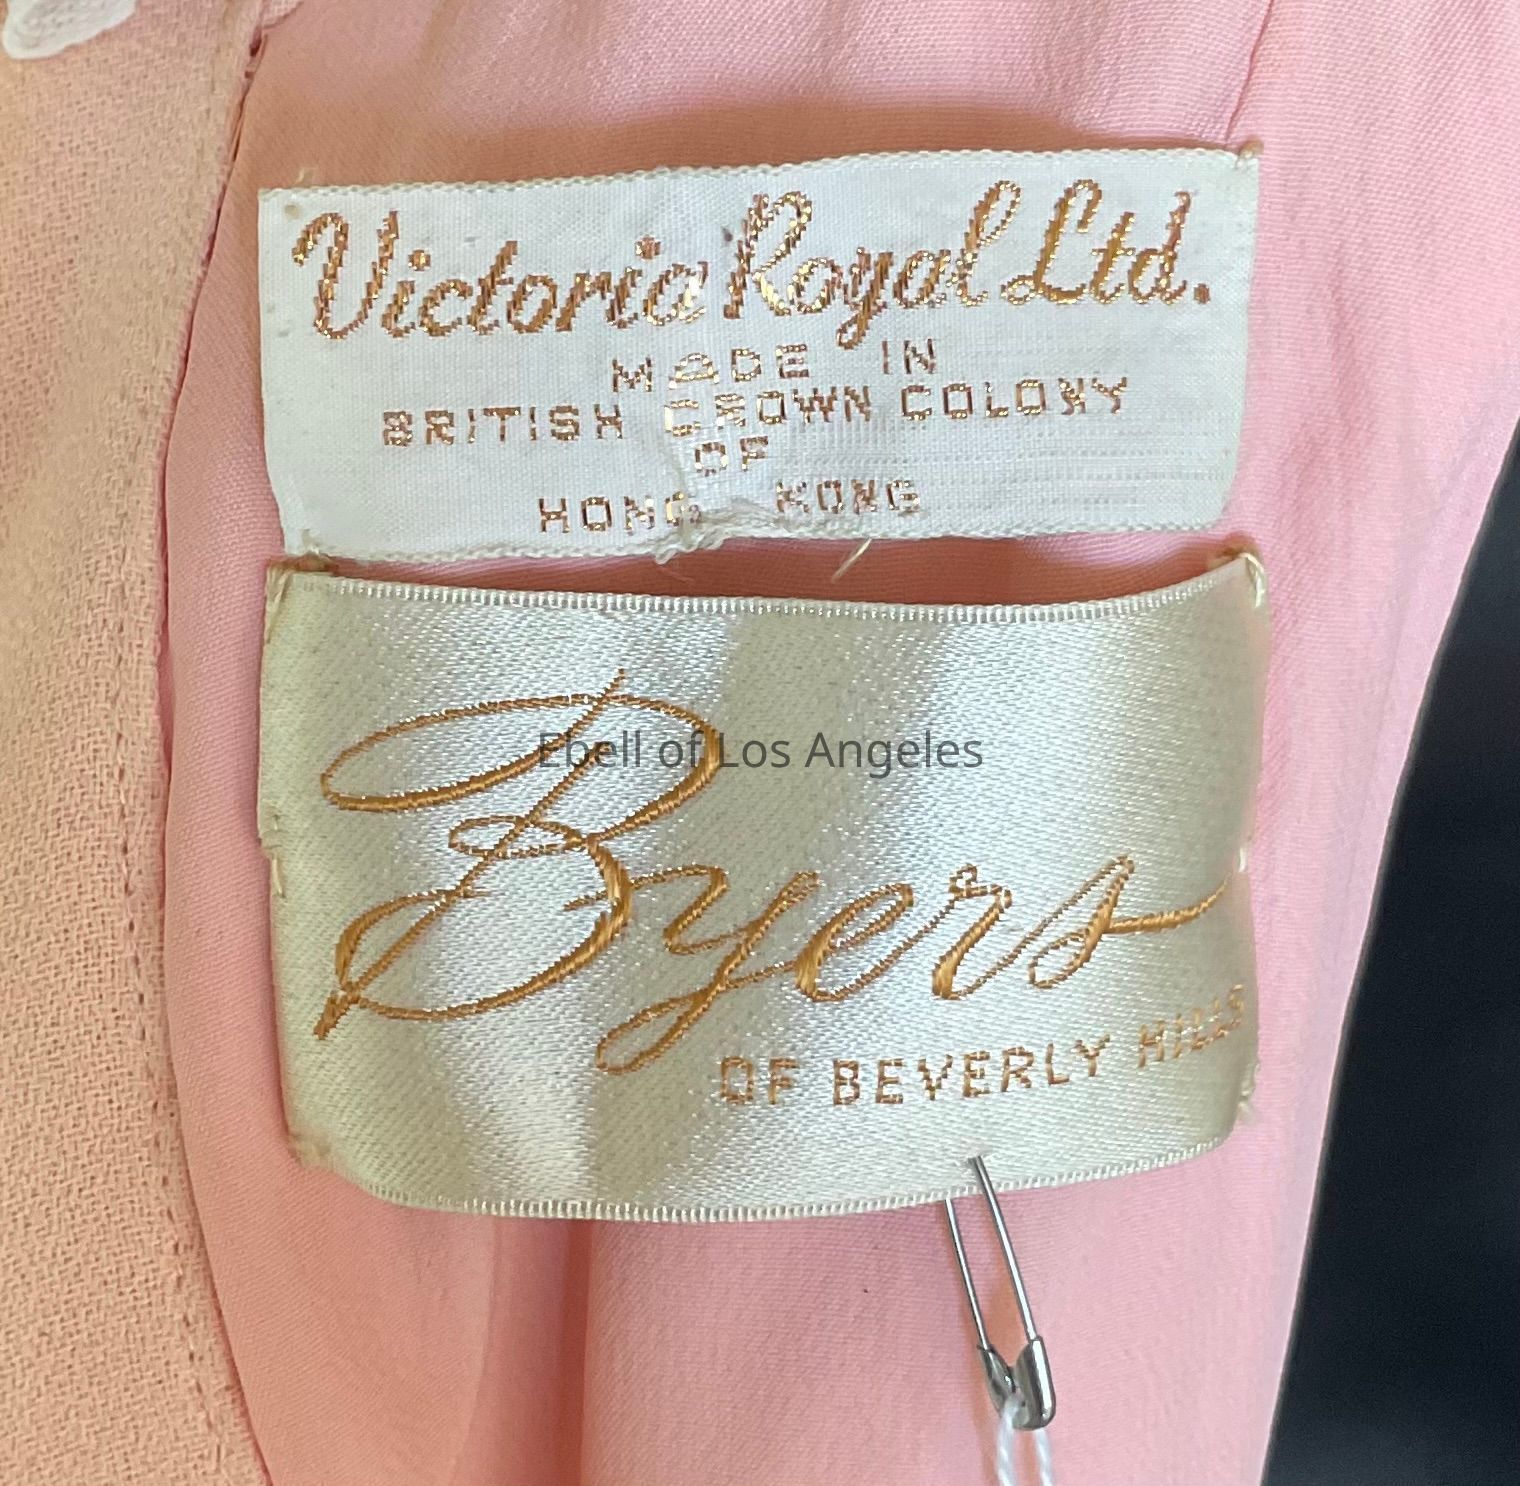 Victoria Royal Ltd.
MADE IN
BRITISH CROWN COLONY
OF
HONG KONG
Byers
OF BEVERLY HILLS
Ebell of Los Angeles